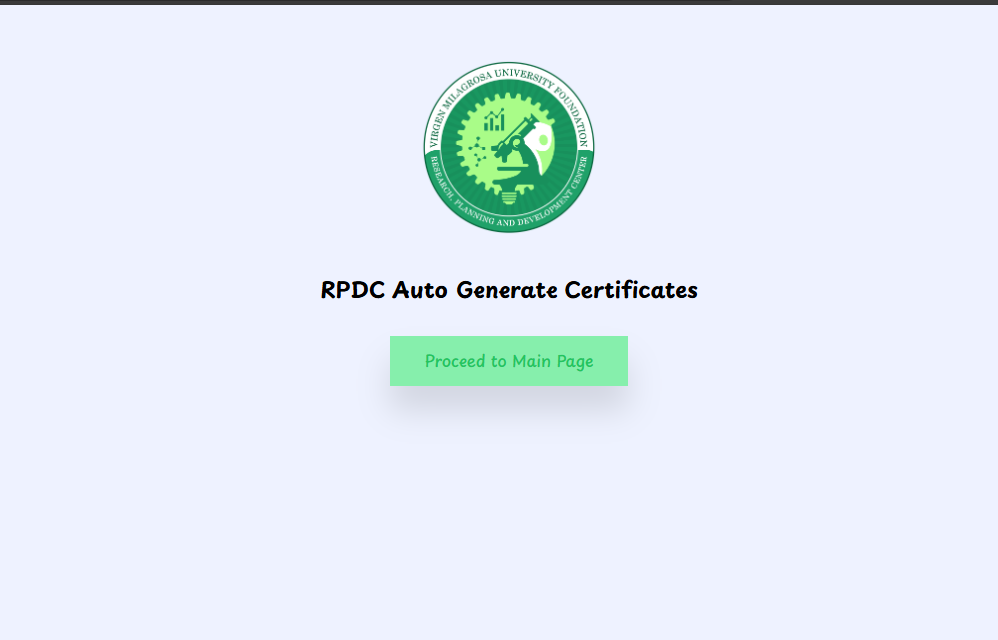 VIRGEN MILAGROSA UNIVERSITY FOUNDATION
RESEARCH, PLANNING AND DEVELOPMENT CENTER
RPDC Auto Generate Certificates
Proceed to Main Page